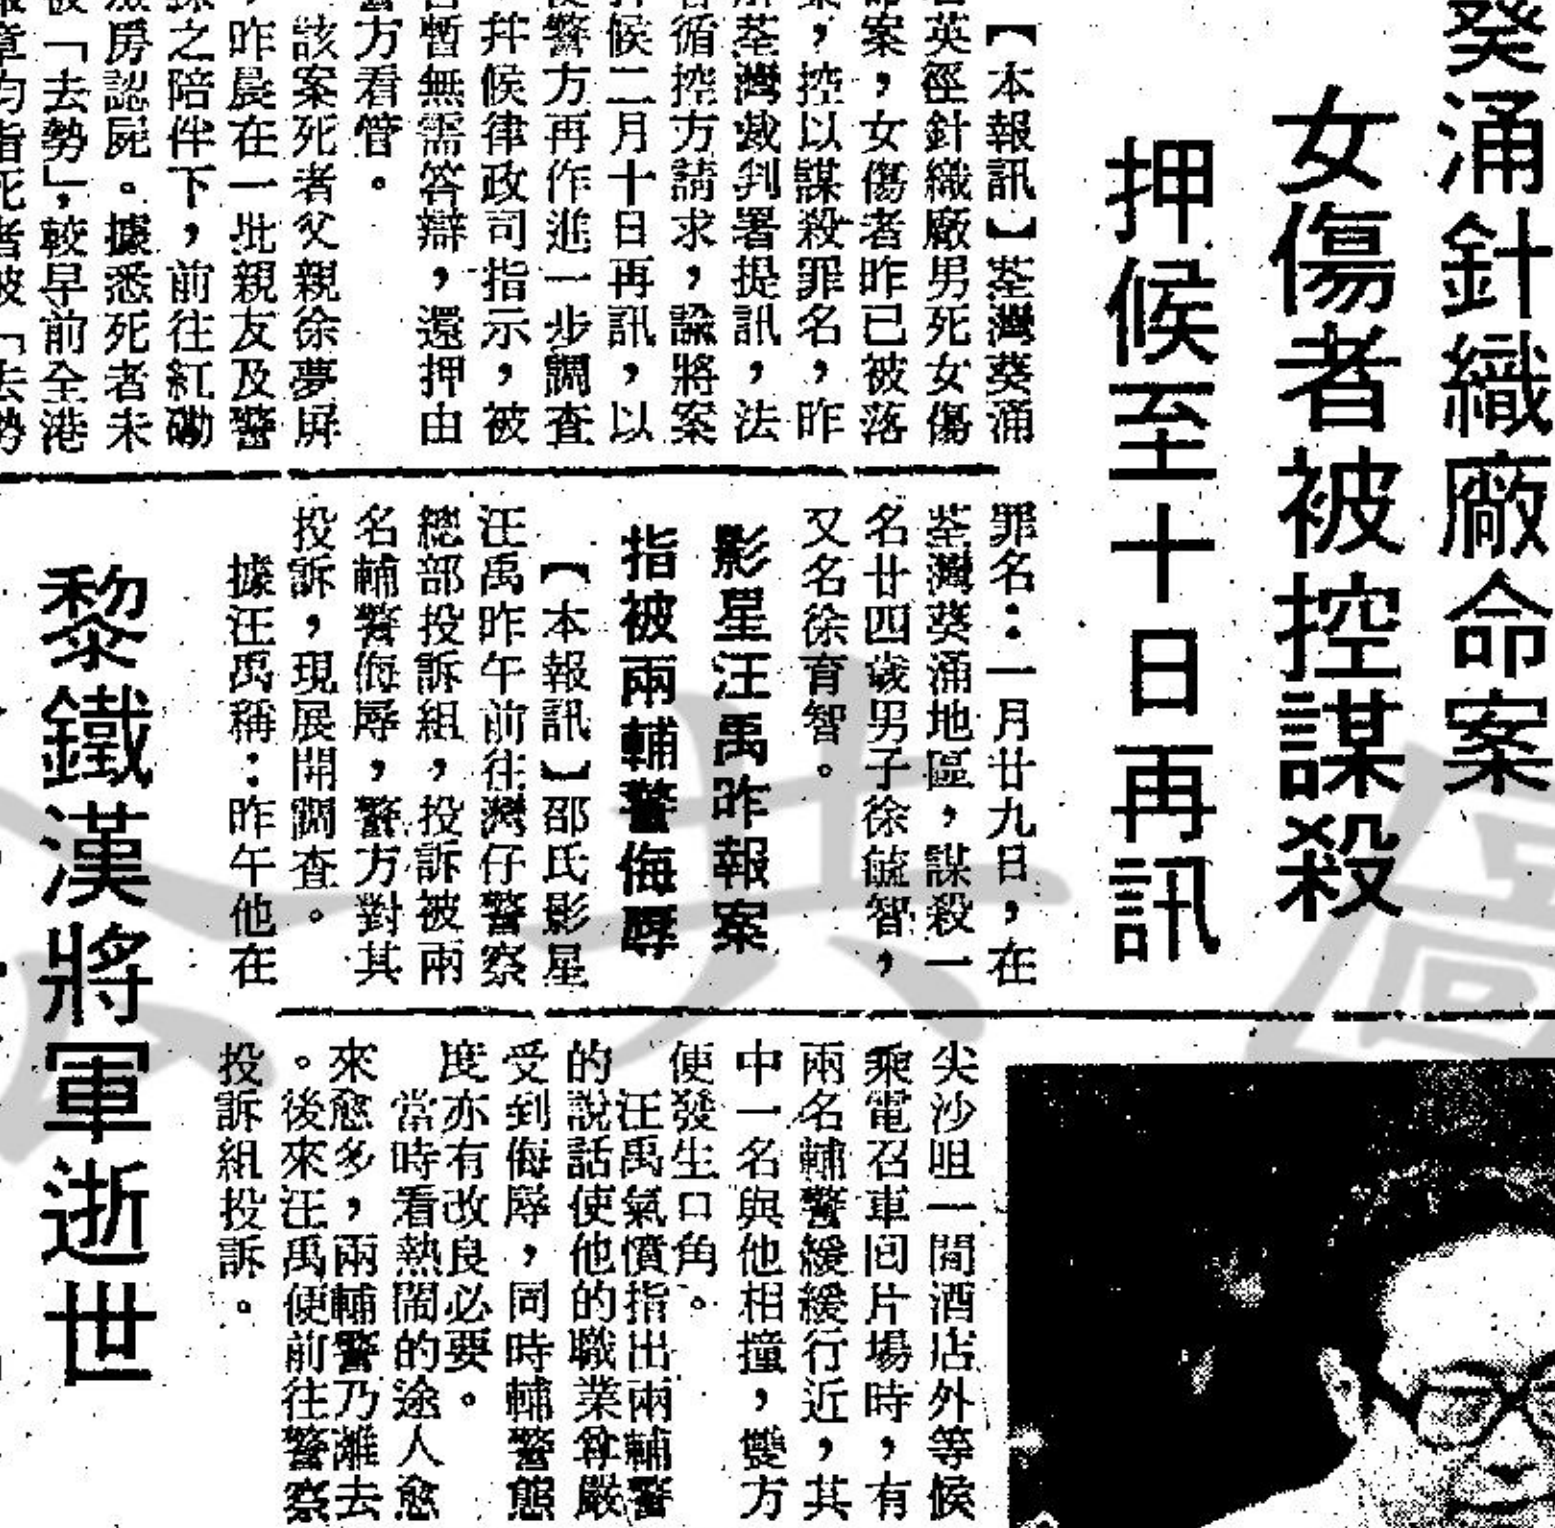 葵涌針織廠命案
女傷者被控謀殺
押候至十日再訊
【本報訊】荃灣葵涌
英徑針織廠男死女傷
案，女傷者昨已被落
，控以謀殺罪名，昨
荃灣裁判署提訊，法
循控方請求，諭將案
候二月十日再訊，以
警方再作進一步調查
幷候律政司指示，被
暫無需答辯，還押由
方看管。
該案死者父親徐夢屏
，昨晨在一批親友及警
之陪伴下，前往紅磡
房認屍。據悉死者未
「去勢」，較早前全港
章均指死者被「去勢
罪名：一月廿九日，在
荃灣葵涌地區，謀殺一
名廿四歲男子徐毓智，
又名徐育智。
影星汪禹昨報案
指被兩輔警侮辱
【本報訊】邵氏影星
汪禹昨午前往灣仔警察
總部投訴組，投訴被兩
名輔警侮辱，警方對其
投訴，現展開調查。
據汪禹稱：昨午他在
尖沙咀一間酒店外等候
乘電召車回片場時，有
兩名輔警緩緩行近，其
中一名與他相撞，雙方
便發生口角。
汪禹氣憤指出兩輔警
的說話使他的職業尊嚴
受到侮辱，同時輔警態
度亦有改良必要。
當時看熱鬧的途人愈
來愈多，兩輔警乃離去
。後來汪禹便前往警察
投訴組投訴。
黎鐵漢將軍逝世
公共圖